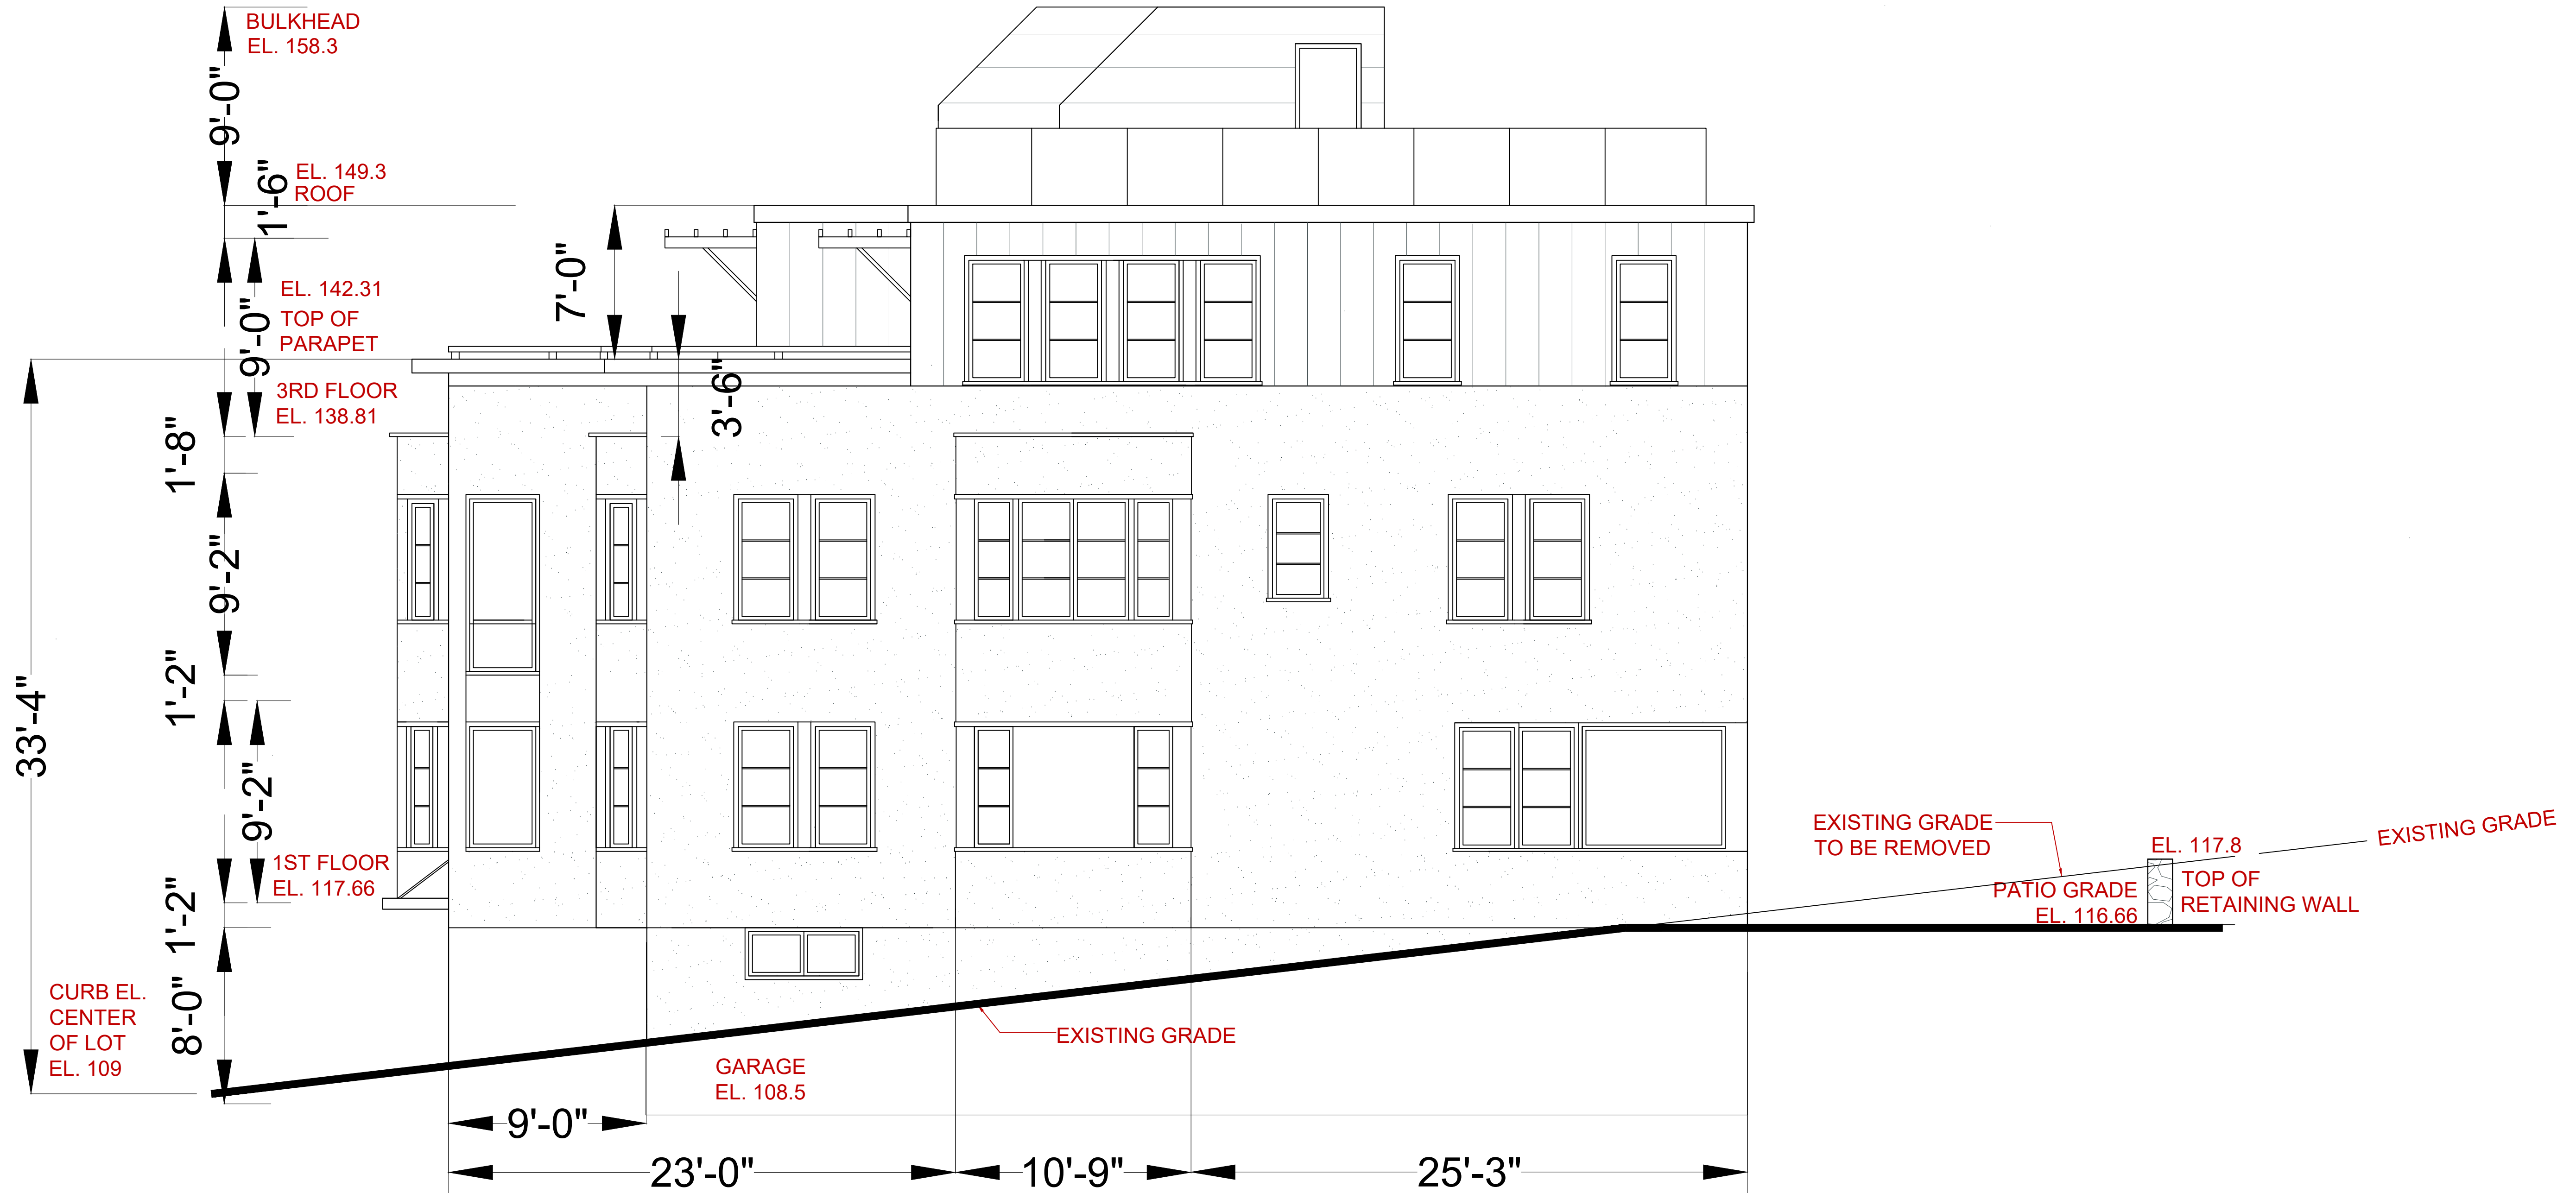 BULKHEAD
EL. 158.3
9'-0"
EL. 149.3
ROOF
1'-6"
7'-0"
EL. 142.31
TOP OF
PARAPET
9'-0"
3RD FLOOR
EL. 138.81
3'-6"
1'-8"
9'-2"
1'-2"
33'-4"
9'-2"
1ST FLOOR
EL. 117.66
1'-2"
8'-0"
CURB EL.
CENTER
OF LOT
EL. 109
EXISTING GRADE
TO BE REMOVED
EXISTING GRADE
EL. 117.8
TOP OF
RETAINING WALL
PATIO GRADE
EL. 116.66
EXISTING GRADE
GARAGE
EL. 108.5
9'-0"
23'-0"
10'-9"
25'-3"